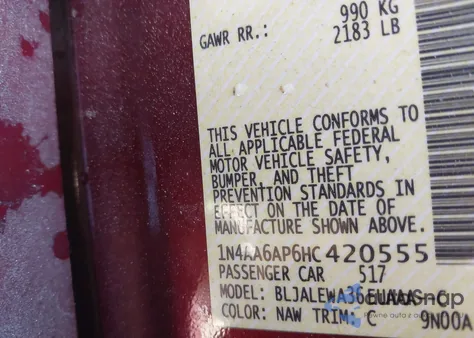 990 KG
GAWR RR.: 2183 LB
THIS VEHICLE CONFORMS TO
ALL APPLICABLE FEDERAL
MOTOR VEHICLE SAFETY,
BUMPER, AND THEFT
PREVENTION STANDARDS IN
EFFECT ON THE DATE OF
MANUFACTURE SHOWN ABOVE.
1N4AA6AP6HC420555
PASSENGER CAR 517
MODEL: BLJALEWA36EUAAA--C
COLOR: NAW TRIM: C 9N00A